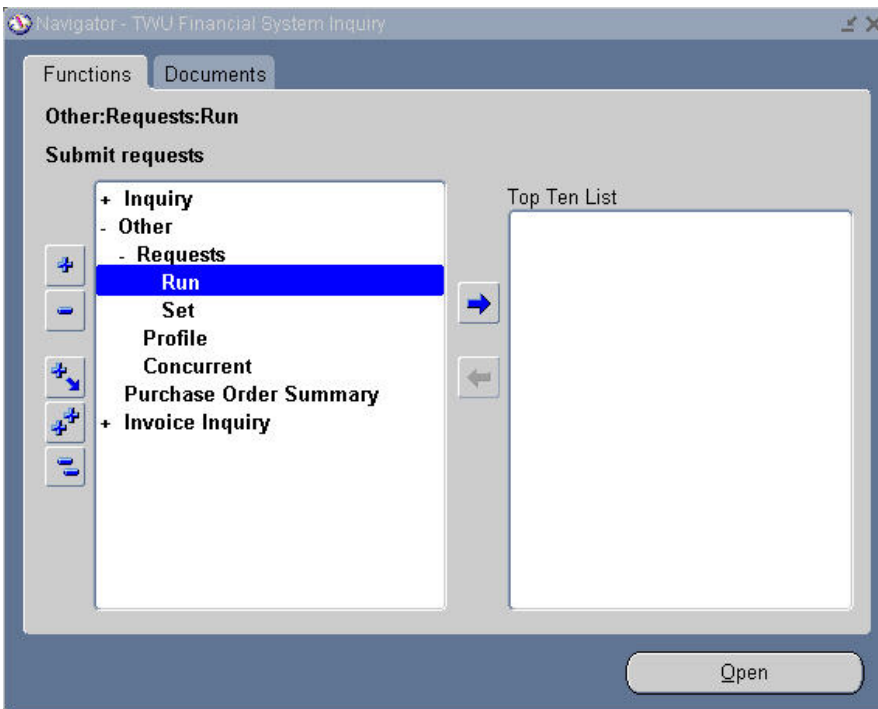 Navigator - TWU Financial System Inquiry
Functions
Documents
Other:Requests:Run
Submit requests
+ Inquiry
- Other
- Requests
Run
Set
Profile
Concurrent
Purchase Order Summary
+ Invoice Inquiry
Top Ten List
Open